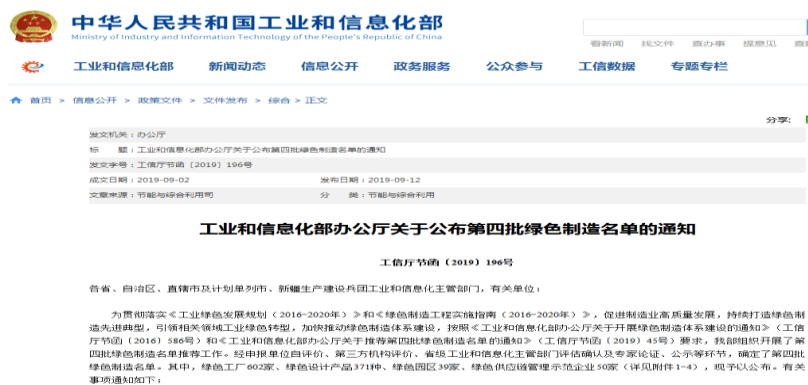 中华人民共和国工业和信息化部
Ministry of Industry and Information Technology of the People's Republic of China
看新闻 找文件 查办事 提意见
工业和信息化部 新闻动态 信息公开 政务服务 公众参与 工信数据 专题专栏
首页 > 信息公开 > 政策文件 > 文件发布 > 综合 > 正文
分享:
发文机关：办公厅
标 题：工业和信息化部办公厅关于公布第四批绿色制造名单的通知
发文字号：工信厅节函〔2019〕196号
成文日期：2019-09-02 发布日期：2019-09-12
文章来源：节能与综合利用司 分 类：节能与综合利用
工业和信息化部办公厅关于公布第四批绿色制造名单的通知
工信厅节函〔2019〕196号
各省、自治区、直辖市及计划单列市、新疆生产建设兵团工业和信息化主管部门，有关单位：
为贯彻落实《工业绿色发展规划（2016-2020年）》和《绿色制造工程实施指南（2016-2020年）》，促进制造业高质量发展，持续打造绿色制
造先进典型，引领相关领域工业绿色转型，加快推动绿色制造体系建设，按照《工业和信息化部办公厅关于开展绿色制造体系建设的通知》（工信
厅节函〔2016〕586号）和《工业和信息化部办公厅关于推荐第四批绿色制造名单的通知》（工信厅节函〔2019〕45号）要求，我部组织开展了第
四批绿色制造名单推荐工作。经申报单位自评价、第三方机构评价、省级工业和信息化主管部门评估确认及专家论证、公示等环节，确定了第四批
绿色制造名单。其中，绿色工厂602家、绿色设计产品371种、绿色园区39家、绿色供应链管理示范企业50家（详见附件1-4），现予以公布。有关
事项通知如下：